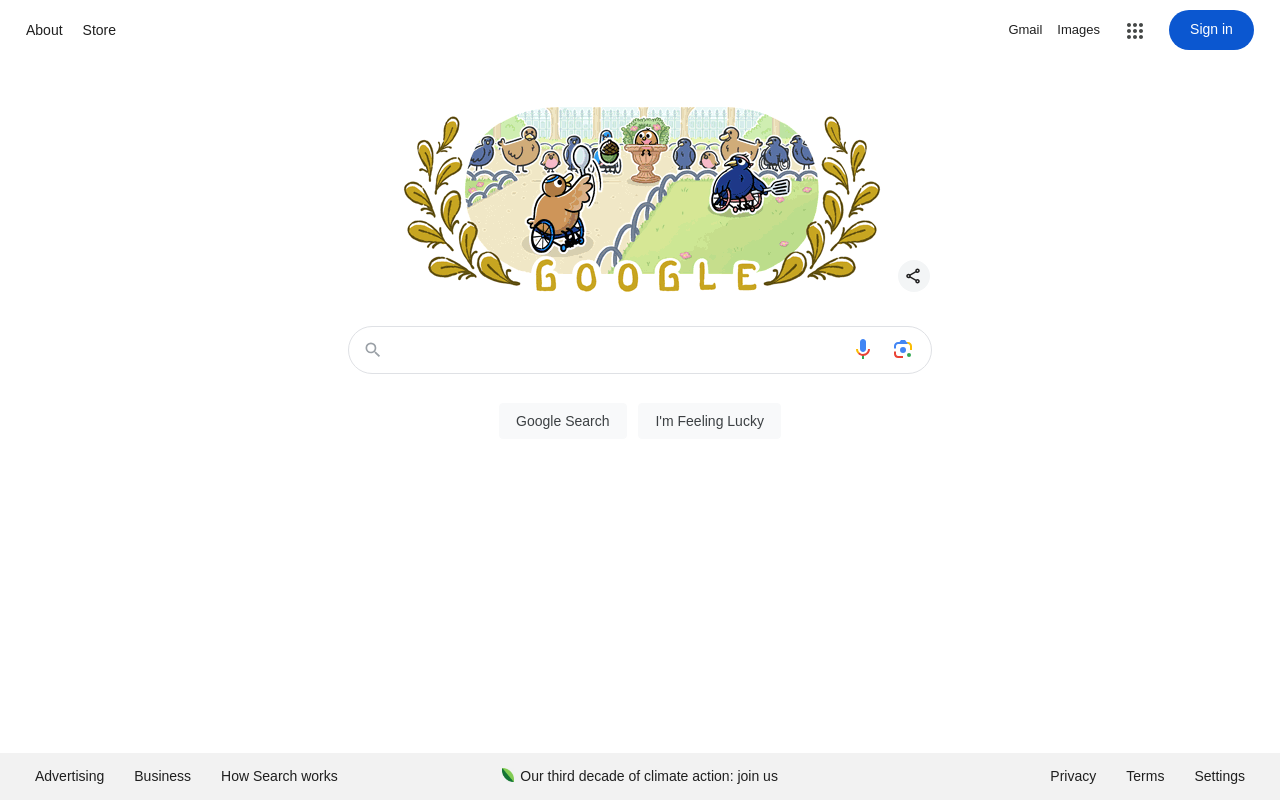 About Store Gmail Images Sign in
GOOGLE
Google Search I'm Feeling Lucky
Advertising Business How Search works Our third decade of climate action: join us Privacy Terms Settings